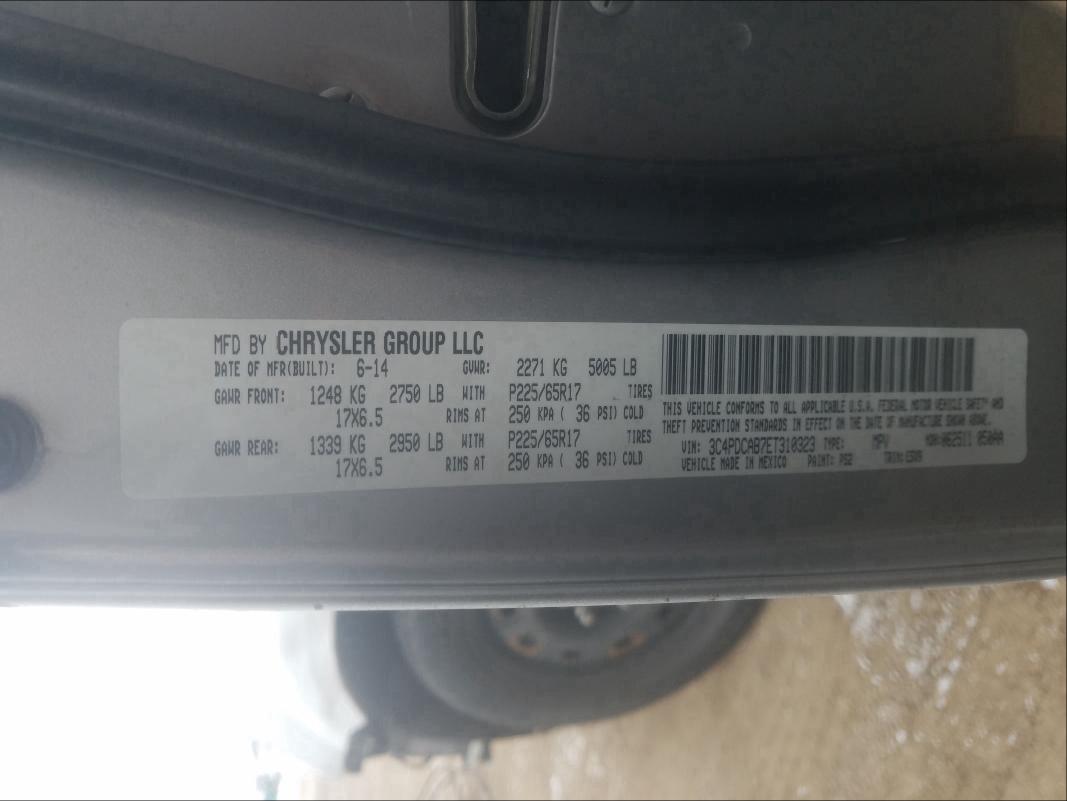 MFD BY CHRYSLER GROUP LLC
DATE OF MFR(BUILT): 6-14 GVWR: 2271 KG 5005 LB
GAWR FRONT: 1248 KG 2750 LB WITH P225/65R17 TIRES
17X6.5 RIMS AT 250 KPA ( 36 PSI) COLD
GAWR REAR: 1339 KG 2950 LB WITH P225/65R17 TIRES
17X6.5 RIMS AT 250 KPA ( 36 PSI) COLD
THIS VEHICLE CONFORMS TO ALL APPLICABLE U.S.A. FEDERAL MOTOR VEHICLE SAFETY AND
THEFT PREVENTION STANDARDS IN EFFECT ON THE DATE OF MANUFACTURE SHOWN ABOVE.
VIN: 3C4PDCAB7ET310323 TYPE: MPV
VEHICLE MADE IN MEXICO PAINT: PS2 TRIM: